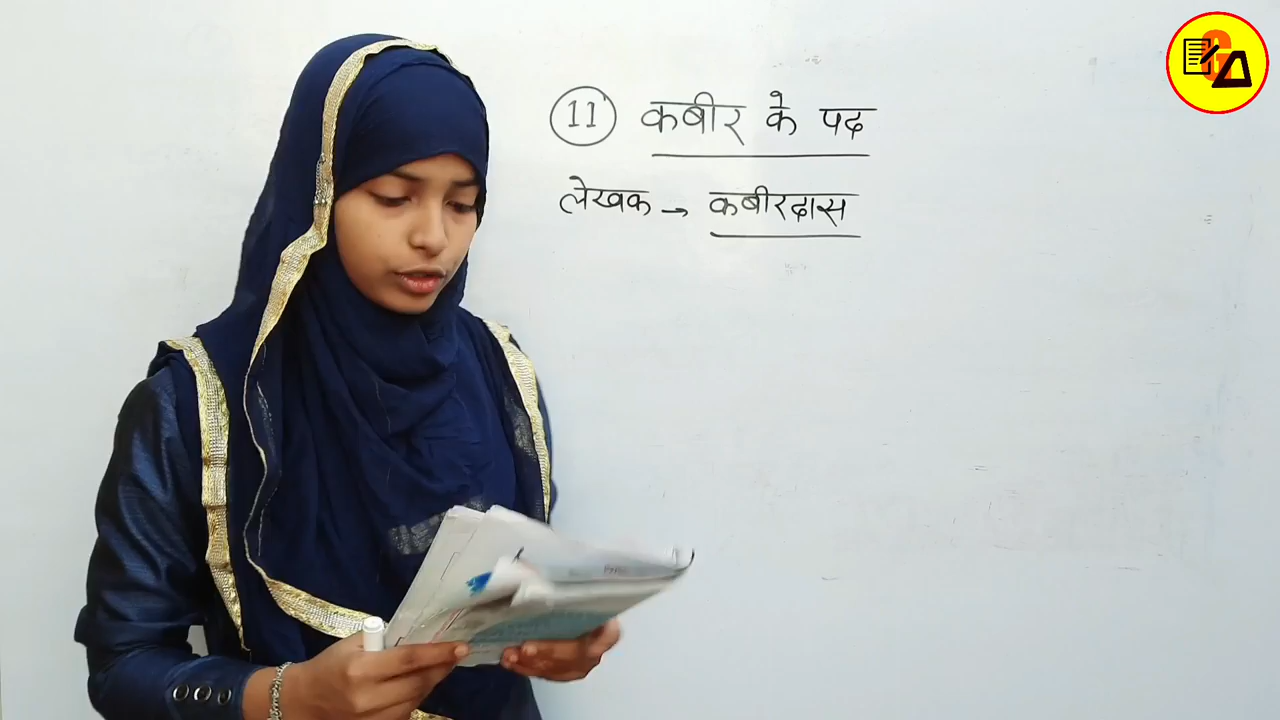 11 कबीर के पद
लेखक → कबीरदास